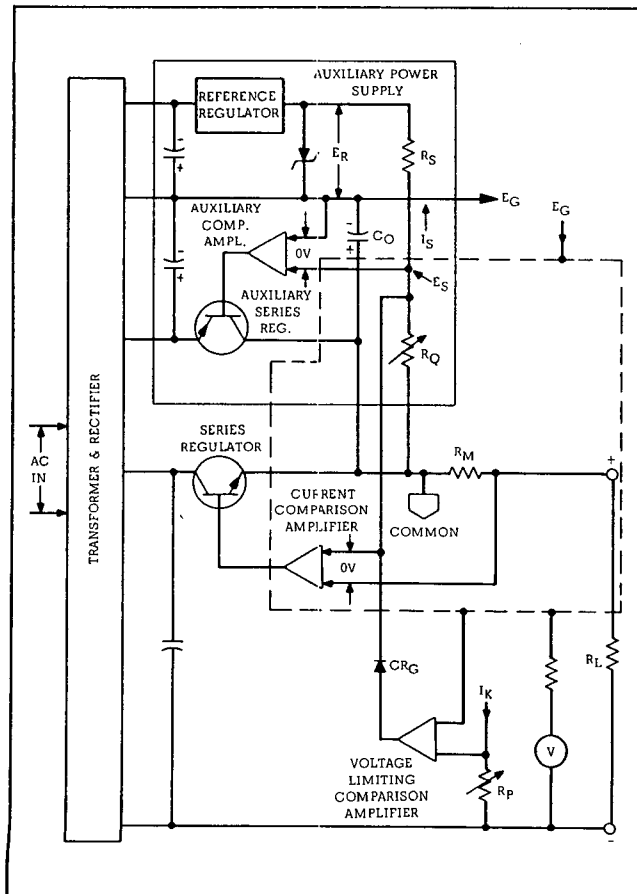 AUXILIARY POWER
SUPPLY
REFERENCE
REGULATOR
- 
+
E_R
R_S
AUXILIARY
COMP.
AMPL.
0V
-
+
C_O
E_G
I_S
E_G
-
+
AUXILIARY
SERIES
REG.
E_S
R_Q
TRANSFORMER & RECTIFIER
AC
IN
SERIES
REGULATOR
R_M
+
COMMON
CURRENT
COMPARISON
AMPLIFIER
0V
CR_G
I_K
R_L
V
VOLTAGE
LIMITING
COMPARISON
AMPLIFIER
R_P
-